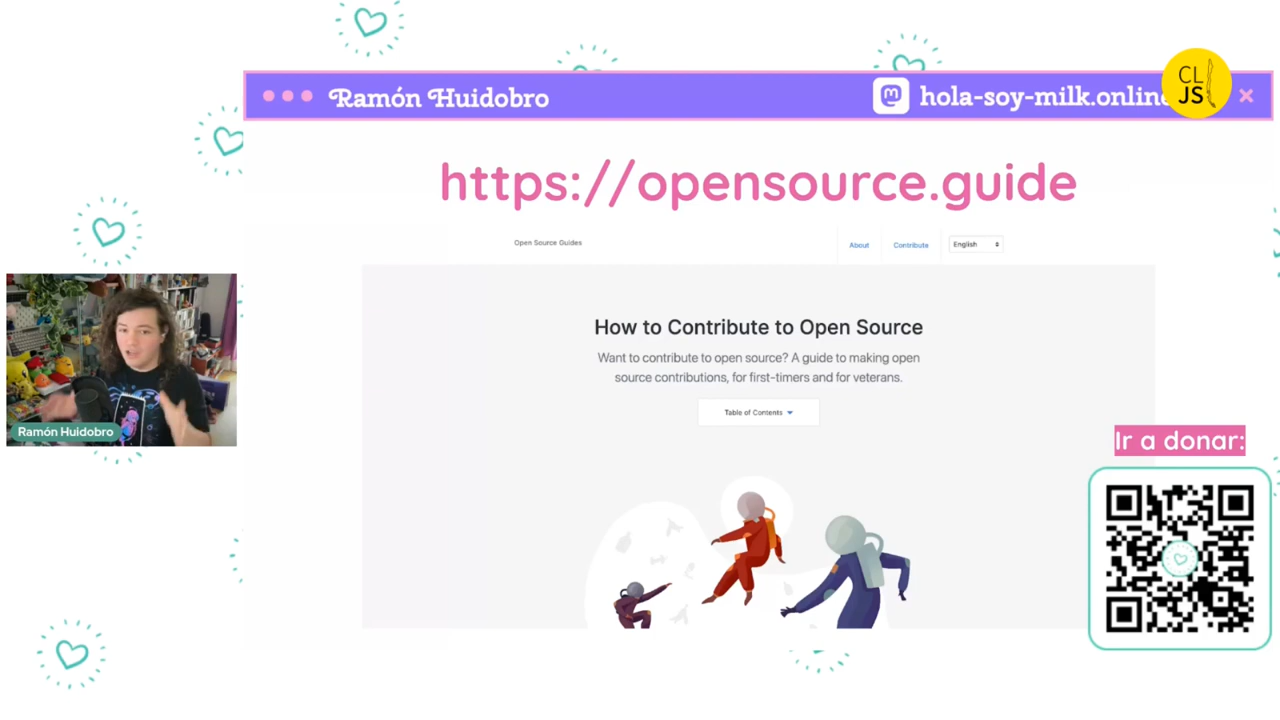 Ramón Huidobro
hola-soy-milk.online
CL
JS
https://opensource.guide
Open Source Guides
About
Contribute
English
How to Contribute to Open Source
Want to contribute to open source? A guide to making open
source contributions, for first-timers and for veterans.
Table of Contents
Ramón Huidobro
Ir a donar: